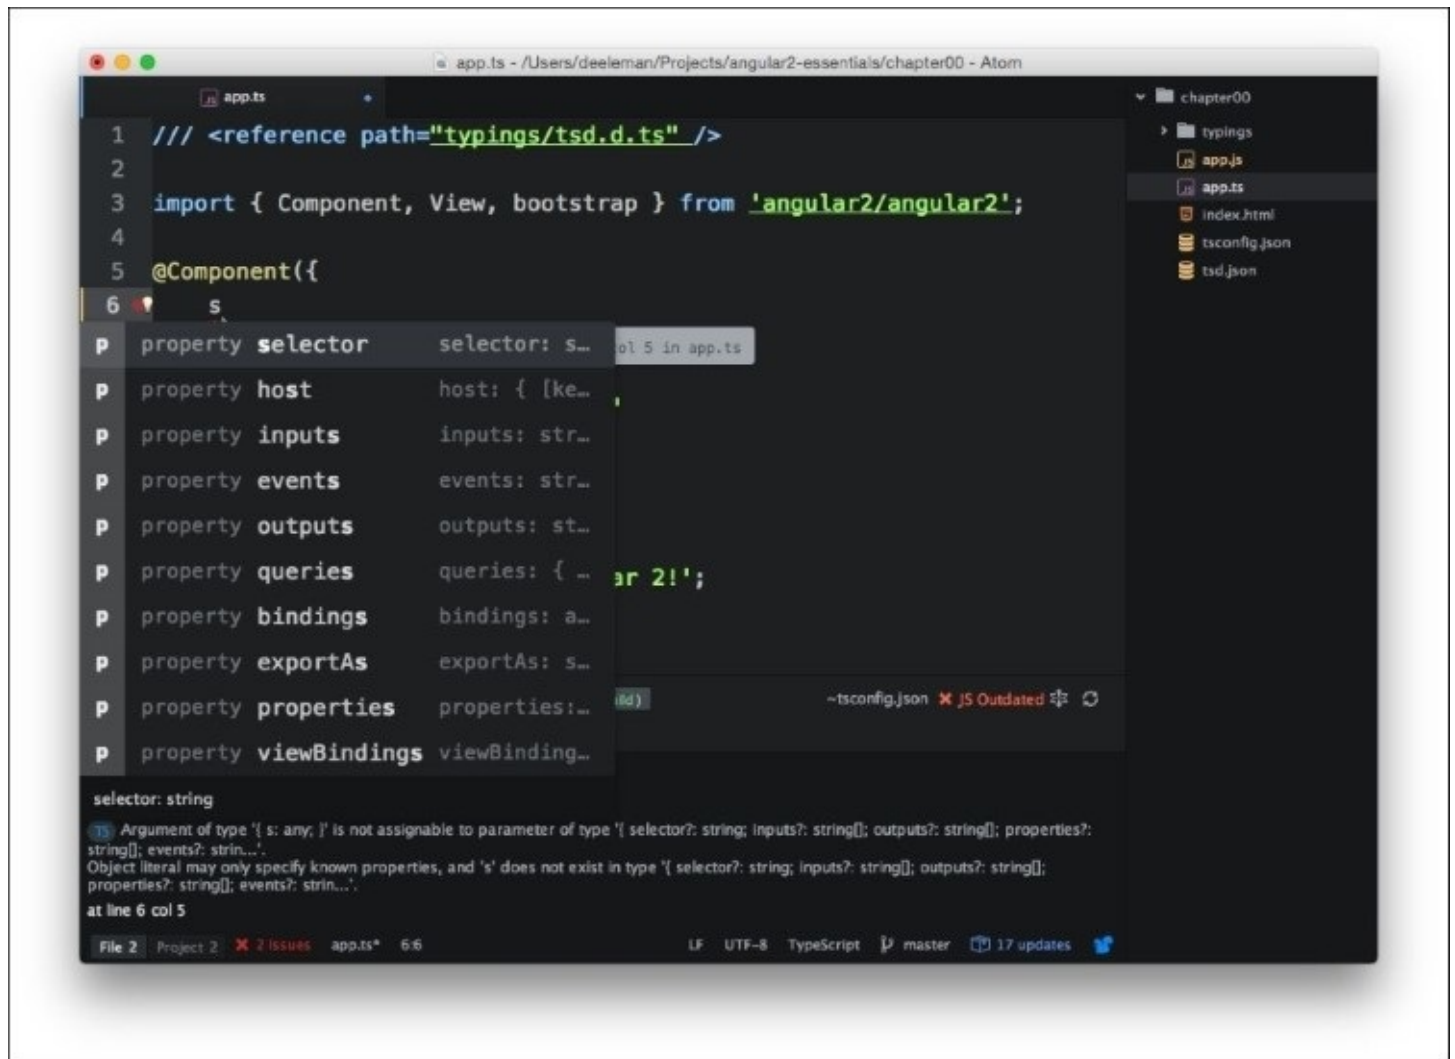 app.ts - /Users/deeleman/Projects/angular2-essentials/chapter00 - Atom
app.ts
1 /// <reference path="typings/tsd.d.ts" />
2
3 import { Component, View, bootstrap } from 'angular2/angular2';
4
5 @Component({
6 s
p property selector selector: s…
ol 5 in app.ts
p property host host: { [ke…
'
p property inputs inputs: str…
p property events events: str…
p property outputs outputs: st…
p property queries queries: { …
ar 2!';
p property bindings bindings: a…
p property exportAs exportAs: s…
p property properties properties:…
ild)
~tsconfig.json ✖ JS Outdated
p property viewBindings viewBinding…
selector: string
TS Argument of type '{ s: any; }' is not assignable to parameter of type '{ selector?: string; inputs?: string[]; outputs?: string[]; properties?:
string[]; events?: strin...'.
Object literal may only specify known properties, and 's' does not exist in type '{ selector?: string; inputs?: string[]; outputs?: string[];
properties?: string[]; events?: strin...'.
at line 6 col 5
File 2 Project 2 ✖ 2 issues app.ts* 6:6 LF UTF-8 TypeScript master 17 updates
chapter00
typings
JS app.js
JS app.ts
index.html
tsconfig.json
tsd.json